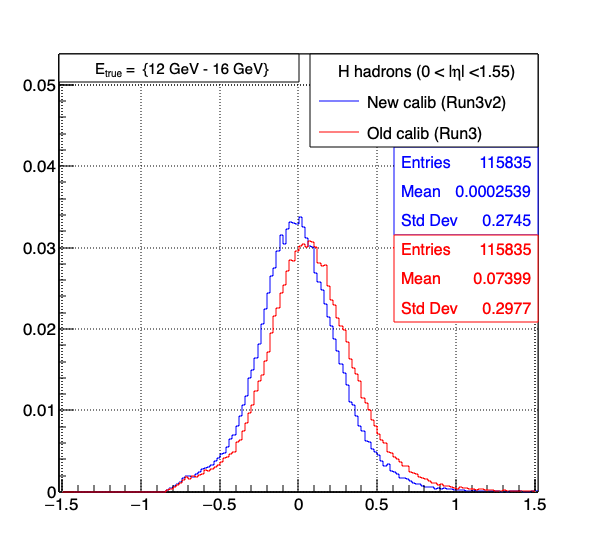 E_true = {12 GeV - 16 GeV}
H hadrons (0 < |η| <1.55)
New calib (Run3v2)
Old calib (Run3)
Entries 115835
Mean 0.0002539
Std Dev 0.2745
Entries 115835
Mean 0.07399
Std Dev 0.2977
0.05
0.04
0.03
0.02
0.01
0
−1.5 −1 −0.5 0 0.5 1 1.5